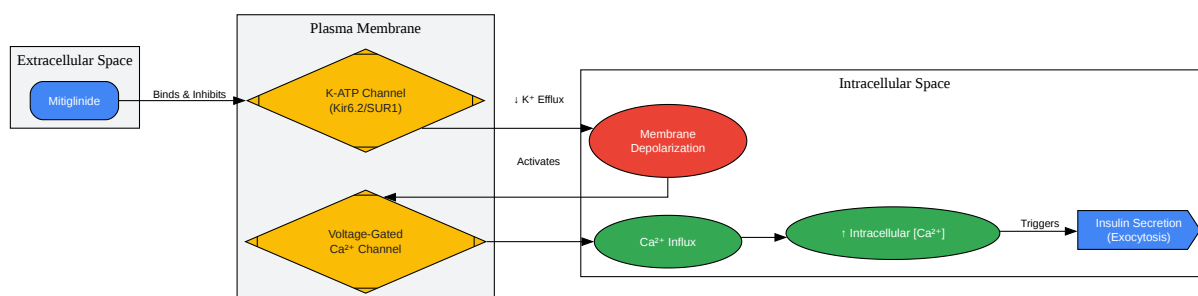 Plasma Membrane
Extracellular Space
Mitiglinide
Binds & Inhibits
K-ATP Channel
(Kir6.2/SUR1)
↓ K⁺ Efflux
Intracellular Space
Membrane
Depolarization
Activates
Voltage-Gated
Ca²⁺ Channel
Ca²⁺ Influx
↑ Intracellular [Ca²⁺]
Triggers
Insulin Secretion
(Exocytosis)